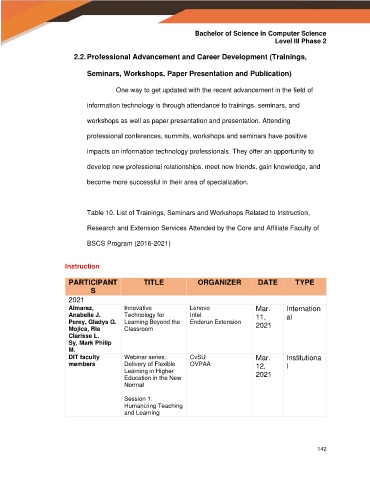 Bachelor of Science in Computer Science
Level III Phase 2
2.2. Professional Advancement and Career Development (Trainings,
Seminars, Workshops, Paper Presentation and Publication)
One way to get updated with the recent advancement in the field of
information technology is through attendance to trainings, seminars, and
workshops as well as paper presentation and presentation. Attending
professional conferences, summits, workshops and seminars have positive
impacts on information technology professionals. They offer an opportunity to
develop new professional relationships, meet new friends, gain knowledge, and
become more successful in their area of specialization.
Table 10. List of Trainings, Seminars and Workshops Related to Instruction,
Research and Extension Services Attended by the Core and Affiliate Faculty of
BSCS Program (2016-2021)
Instruction
PARTICIPANT TITLE ORGANIZER DATE TYPE
S
2021
Almarez, Innovative Lenovo Mar. Internation
Anabelle J. Technology for Intel 11, al
Perey, Gladys G. Learning Beyond the Enderun Extension 2021
Mojica, Ria Classroom
Clarisse L.
Sy, Mark Philip
M.
DIT faculty Webinar series: CvSU Mar. Institutiona
members Delivery of Flexible OVPAA 12, l
Learning in Higher 2021
Education in the New
Normal
Session 1:
Humanizing Teaching
and Learning
142